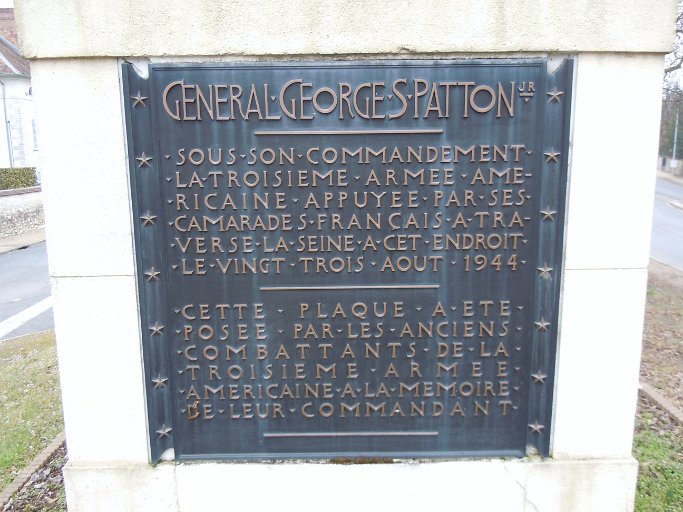 GENERAL·GEORGE·S·PATTON JR
·SOUS·SON·COMMANDEMENT·
·LA·TROISIEME·ARMEE·AME-
·RICAINE·APPUYEE·PAR·SES·
·CAMARADES·FRANCAIS·A·TRA-
·VERSE·LA·SEINE·A·CET·ENDROIT·
·LE·VINGT·TROIS·AOUT·1944·
·CETTE·PLAQUE·A·ETE·
·POSEE·PAR·LES·ANCIENS·
·COMBATTANTS·DE·LA·
·TROISIEME·ARMEE·
·AMERICAINE·A·LA·MEMOIRE·
·DE·LEUR·COMMANDANT·